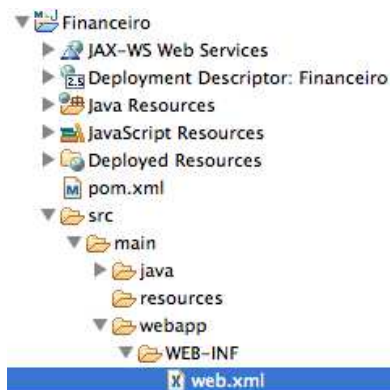 Financeiro
JAX-WS Web Services
Deployment Descriptor: Financeiro
Java Resources
JavaScript Resources
Deployed Resources
pom.xml
src
main
java
resources
webapp
WEB-INF
web.xml